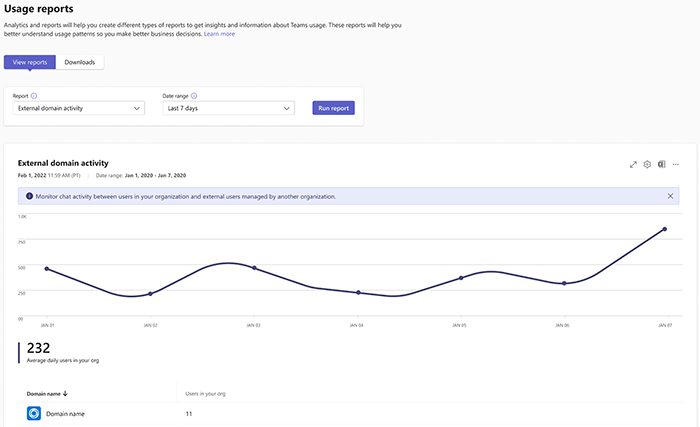 Usage reports
Analytics and reports will help you create different types of reports to get insights and information about Teams usage. These reports will help you
better understand usage patterns so you make better business decisions. Learn more
View reports Downloads
Report Date range
External domain activity Last 7 days Run report
External domain activity
Feb 1, 2022 11:59 AM (PT) | Date range: Jan 1, 2020 - Jan 7, 2020
Monitor chat activity between users in your organization and external users managed by another organization.
1.0K
750
500
250
00
JAN 01 JAN 02 JAN 03 JAN 04 JAN 05 JAN 06 JAN 07
232
Average daily users in your org
Domain name Users in your org
Domain name 11